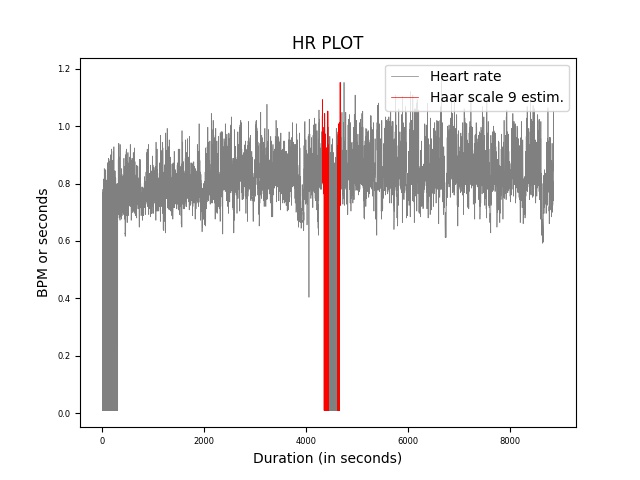 HR PLOT
Heart rate
Haar scale 9 estim.
1.2
1.0
0.8
0.6
0.4
0.2
0.0
BPM or seconds
0 2000 4000 6000 8000
Duration (in seconds)